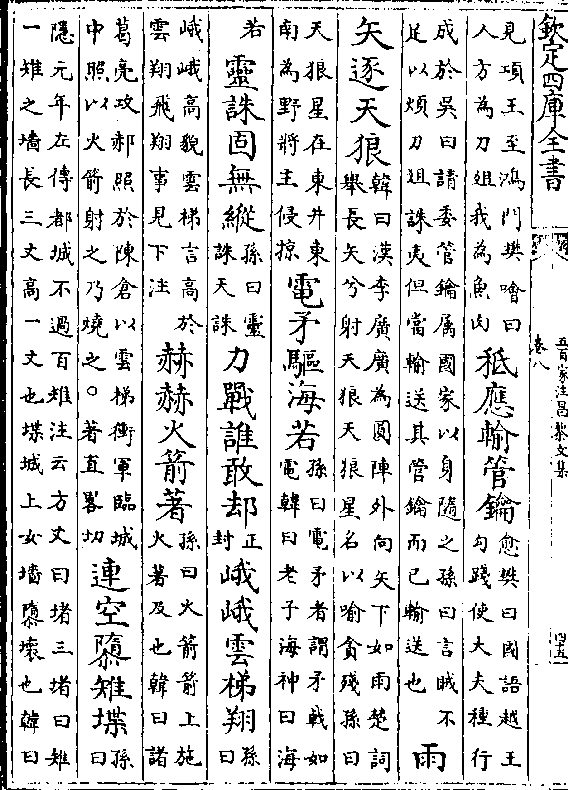 欽定四庫全書
五百家注昌黎文集
卷八
四五
見項王至鴻門樊噲曰
人方為刀俎我為魚肉
秪應輸管鑰
愈樊曰國語越王
勾踐使大夫種行
成於吳曰請委管鑰属國家以身隨之孫曰言賊不
足以煩刀俎誅夷但當輸送其管鑰而已輸送也
雨
矢逐天狼
韓曰漢李廣廣為圓陣外向矢下如雨楚詞
舉長矢兮射天狼天狼星名以喻貪殘孫曰
天狼星在東井東
南為野將主侵掠
電矛驅海若
孫曰電矛者謂矛戟如
電韓曰老子海神曰海
若
靈誅固無縱
孫曰靈
誅天誅
力戰誰敢却
正
封
峨峨雲梯翔
孫
曰
峨峨高貌雲梯言高於
雲翔飛翔事見下注
赫赫火箭著
孫曰火箭箭上施
火著及也韓曰諸
葛亮攻郝照於陳倉以雲梯衝軍臨城
中照以火箭射之乃燒之○著直畧切
連空隳雉堞
孫
曰
隱元年左傳都城不過百雉注云方丈曰堵三堵曰雉
一雉之墻長三丈高一丈也堞城上女墻隳壞也韓曰